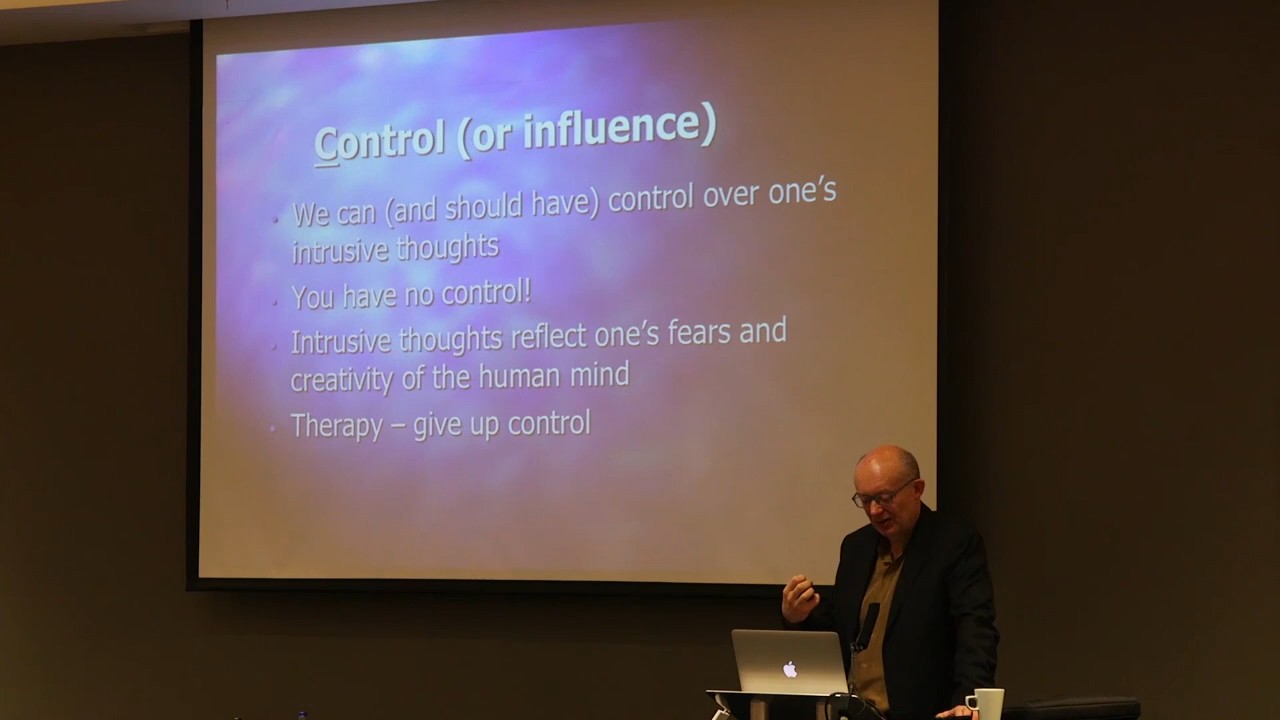 Control (or influence)
We can (and should have) control over one's
intrusive thoughts
You have no control!
Intrusive thoughts reflect one's fears and
creativity of the human mind
Therapy – give up control